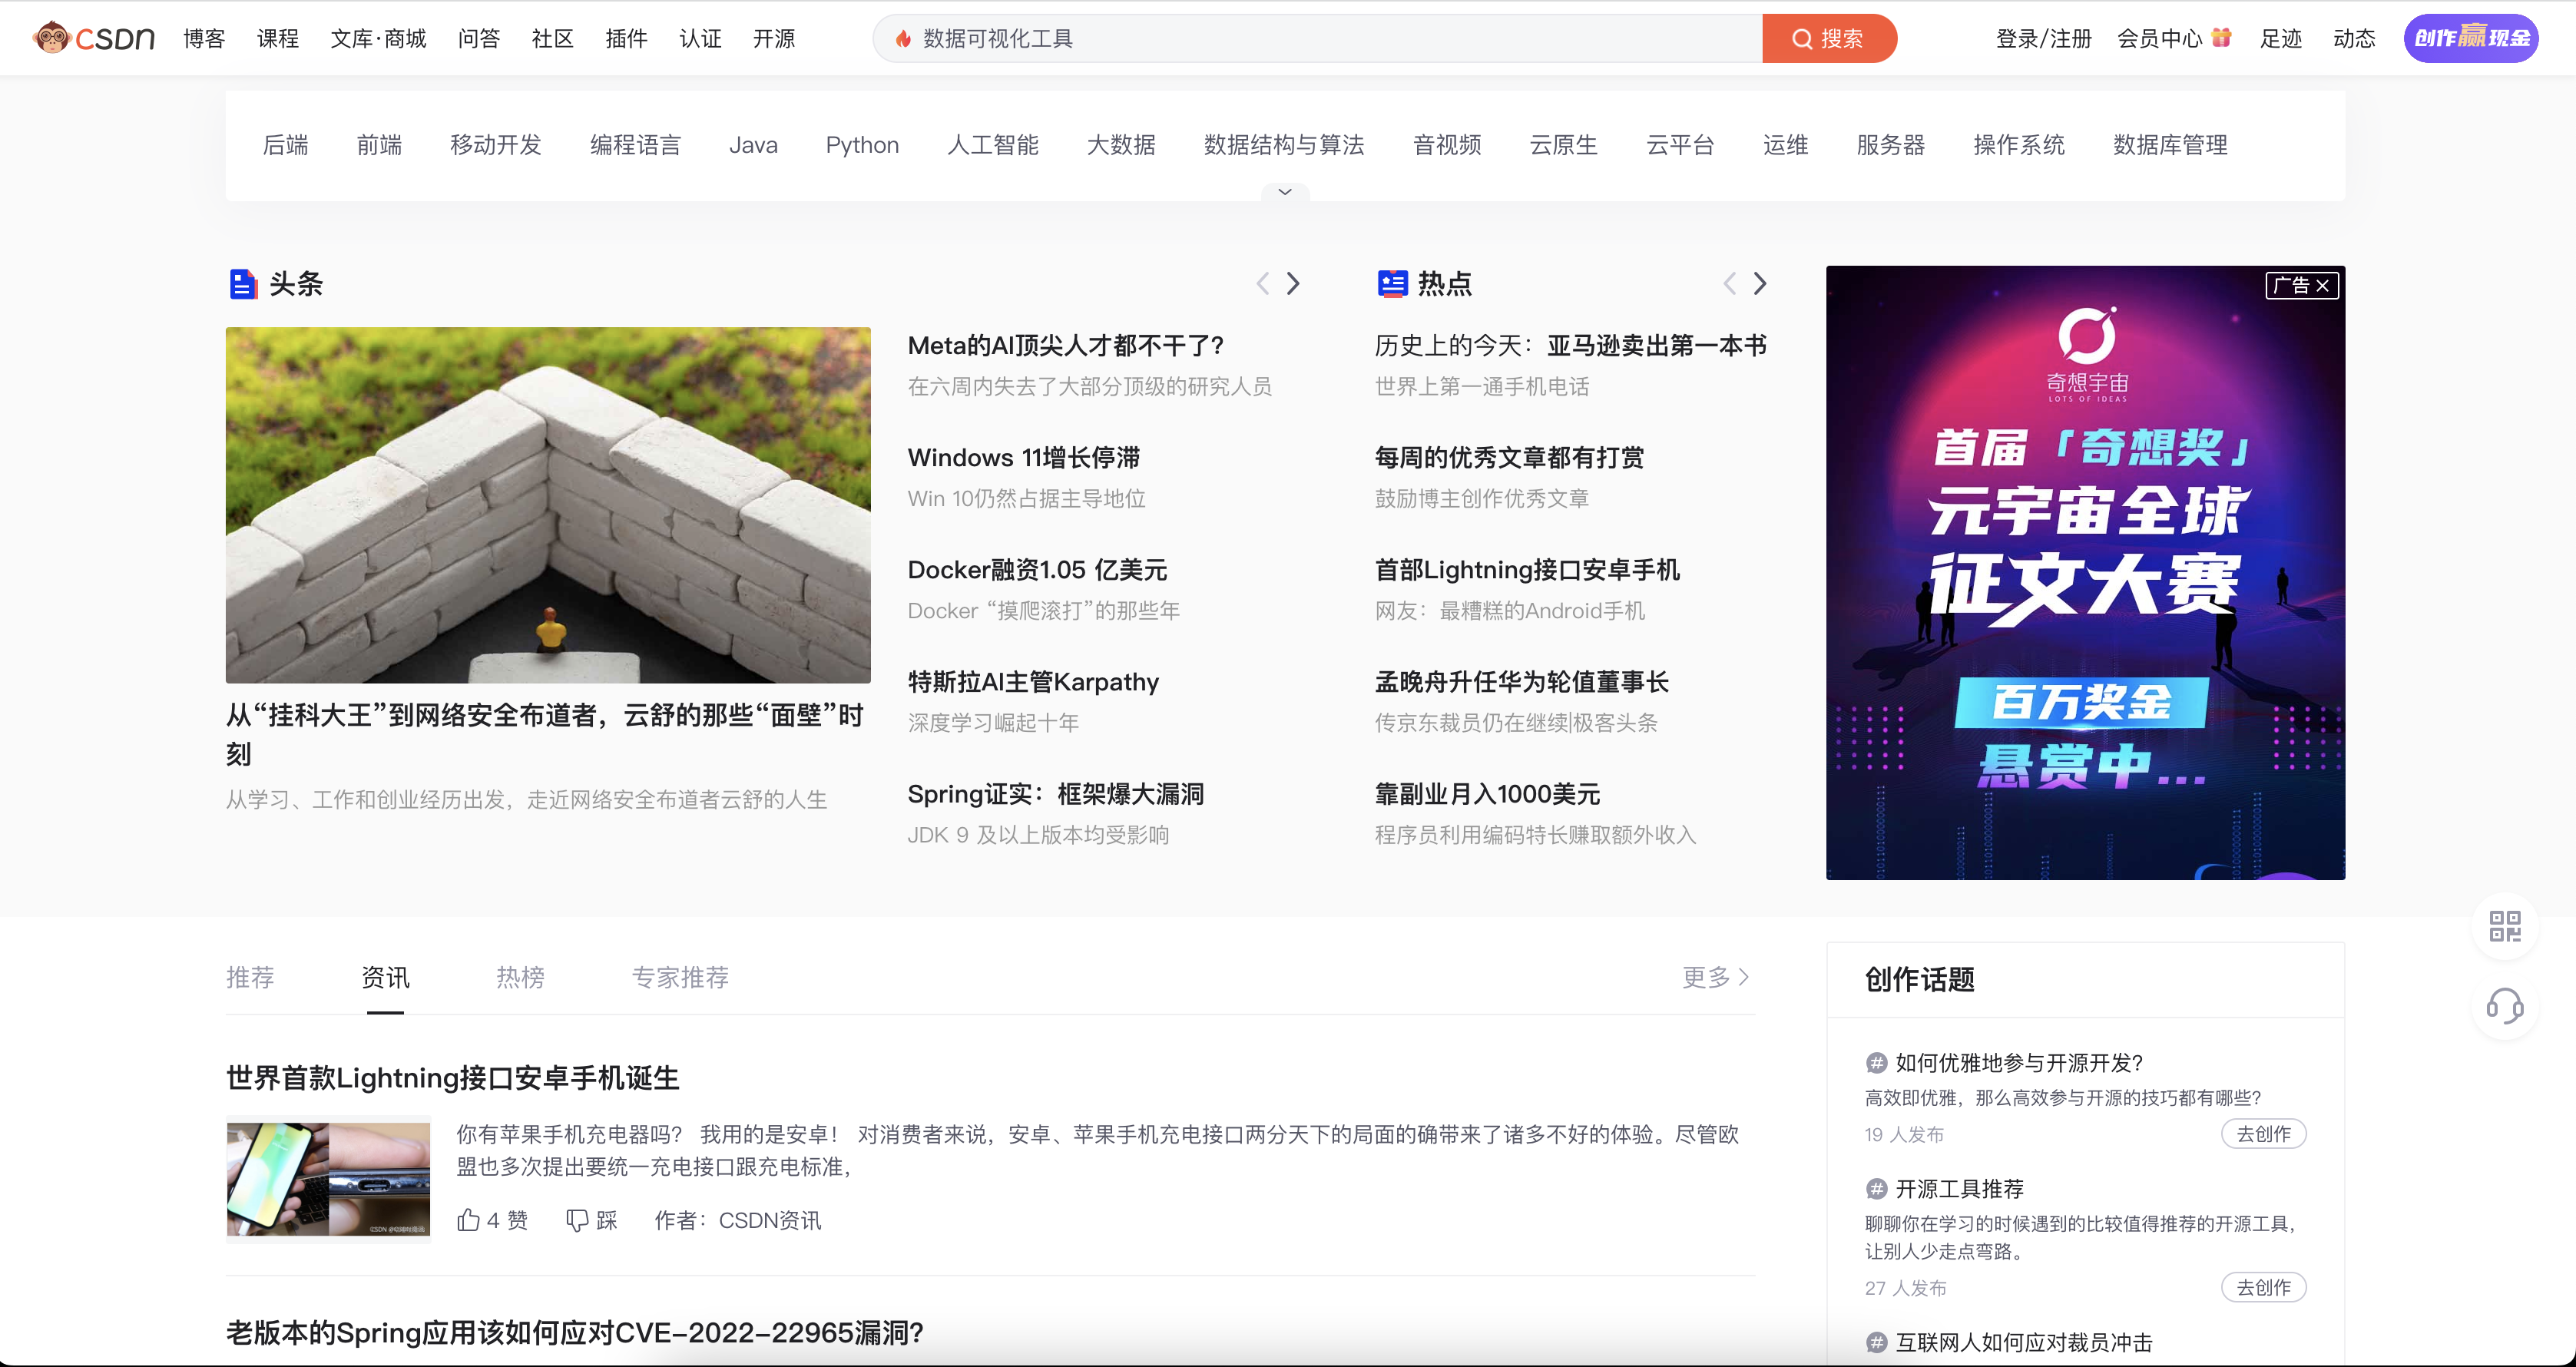 CSDN 博客 课程 文库·商城 问答 社区 插件 认证 开源 数据可视化工具 搜索 登录/注册 会员中心 足迹 动态 创作赢现金
后端 前端 移动开发 编程语言 Java Python 人工智能 大数据 数据结构与算法 音视频 云原生 云平台 运维 服务器 操作系统 数据库管理
头条
从“挂科大王”到网络安全布道者，云舒的那些“面壁”时
刻
从学习、工作和创业经历出发，走近网络安全布道者云舒的人生
Meta的AI顶尖人才都不干了？
在六周内失去了大部分顶级的研究人员
Windows 11增长停滞
Win 10仍然占据主导地位
Docker融资1.05 亿美元
Docker “摸爬滚打”的那些年
特斯拉AI主管Karpathy
深度学习崛起十年
Spring证实：框架爆大漏洞
JDK 9 及以上版本均受影响
热点
历史上的今天：亚马逊卖出第一本书
世界上第一通手机电话
每周的优秀文章都有打赏
鼓励博主创作优秀文章
首部Lightning接口安卓手机
网友：最糟糕的Android手机
孟晚舟升任华为轮值董事长
传京东裁员仍在继续|极客头条
靠副业月入1000美元
程序员利用编码特长赚取额外收入
广告
奇想宇宙
LOTS OF IDEAS
首届「奇想奖」
元宇宙全球
征文大赛
百万奖金
悬赏中...
推荐 资讯 热榜 专家推荐 更多
世界首款Lightning接口安卓手机诞生
你有苹果手机充电器吗？ 我用的是安卓！ 对消费者来说，安卓、苹果手机充电接口两分天下的局面的确带来了诸多不好的体验。尽管欧
盟也多次提出要统一充电接口跟充电标准，
4 赞 踩 作者：CSDN资讯
老版本的Spring应用该如何应对CVE-2022-22965漏洞？
创作话题
如何优雅地参与开源开发？
高效即优雅，那么高效参与开源的技巧都有哪些？
19 人发布 去创作
开源工具推荐
聊聊你在学习的时候遇到的比较值得推荐的开源工具，
让别人少走点弯路。
27 人发布 去创作
互联网人如何应对裁员冲击